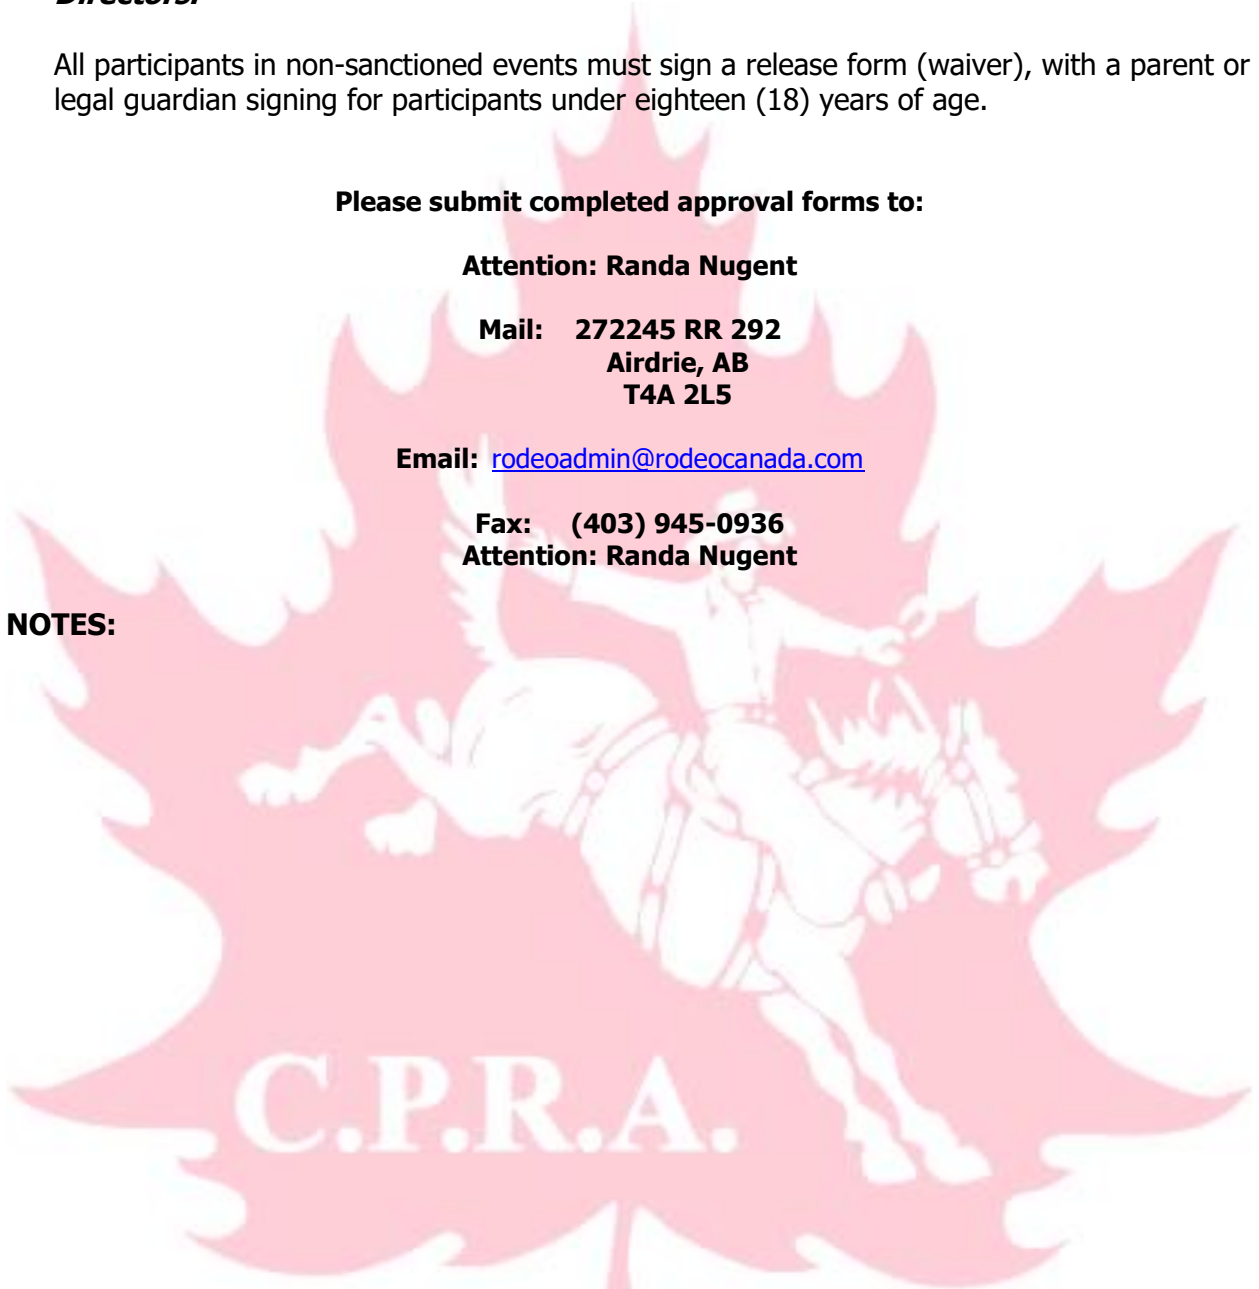 Directors.
All participants in non-sanctioned events must sign a release form (waiver), with a parent or
legal guardian signing for participants under eighteen (18) years of age.
Please submit completed approval forms to:
Attention: Randa Nugent
Mail: 272245 RR 292
Airdrie, AB
T4A 2L5
Email: rodeoadmin@rodeocanada.com
Fax: (403) 945-0936
Attention: Randa Nugent
NOTES:
C.P.R.A.